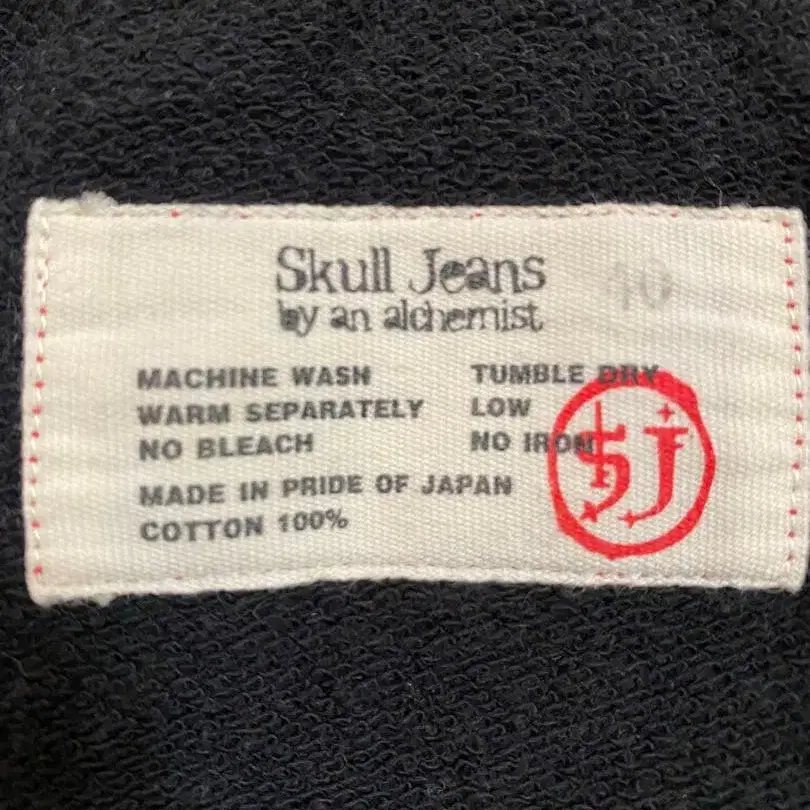 Skull Jeans
by an alchemist
40
MACHINE WASH
WARM SEPARATELY
NO BLEACH
TUMBLE DRY
LOW
NO IRON
MADE IN PRIDE OF JAPAN
COTTON 100%
SJ